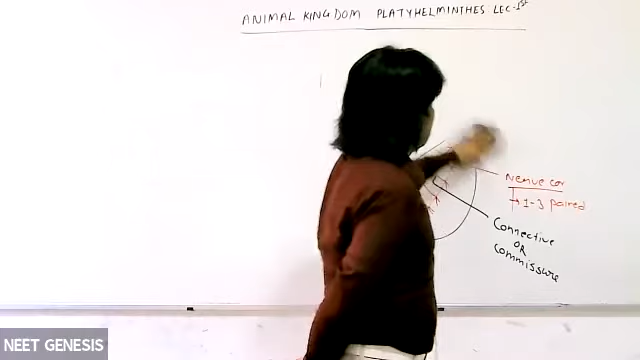 ANIMAL KINGDOM PLATYHELMINTHES LEC-1st
Nerve cor
→ 1-3 paired
Connective
OR
Commissure
NEET GENESIS